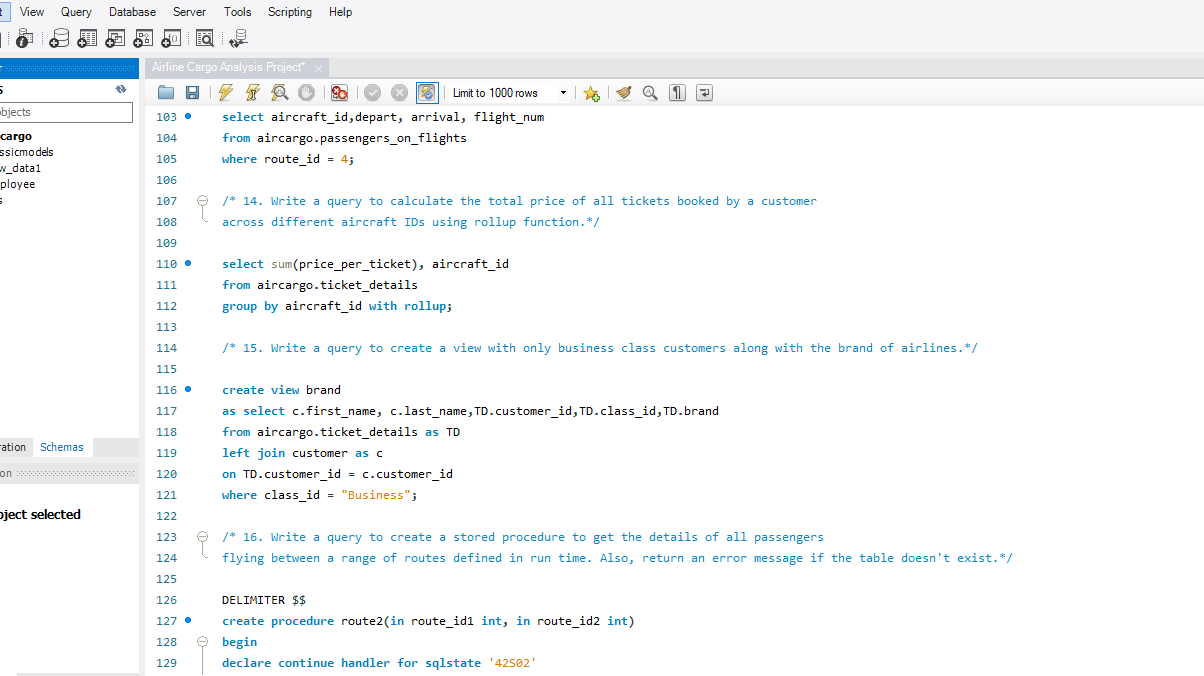 t View Query Database Server Tools Scripting Help
r
Airline Cargo Analysis Project* ×
s
Limit to 1000 rows
bjects
cargo
ssicmodels
w_data1
ployee
s
103 select aircraft_id,depart, arrival, flight_num
104 from aircargo.passengers_on_flights
105 where route_id = 4;
106
107 /* 14. Write a query to calculate the total price of all tickets booked by a customer
108 across different aircraft IDs using rollup function.*/
109
110 select sum(price_per_ticket), aircraft_id
111 from aircargo.ticket_details
112 group by aircraft_id with rollup;
113
114 /* 15. Write a query to create a view with only business class customers along with the brand of airlines.*/
115
116 create view brand
117 as select c.first_name, c.last_name,TD.customer_id,TD.class_id,TD.brand
118 from aircargo.ticket_details as TD
119 left join customer as c
120 on TD.customer_id = c.customer_id
121 where class_id = "Business";
122
123 /* 16. Write a query to create a stored procedure to get the details of all passengers
124 flying between a range of routes defined in run time. Also, return an error message if the table doesn't exist.*/
125
126 DELIMITER $$
127 create procedure route2(in route_id1 int, in route_id2 int)
128 begin
129 declare continue handler for sqlstate '42S02'
ration Schemas
on
bject selected